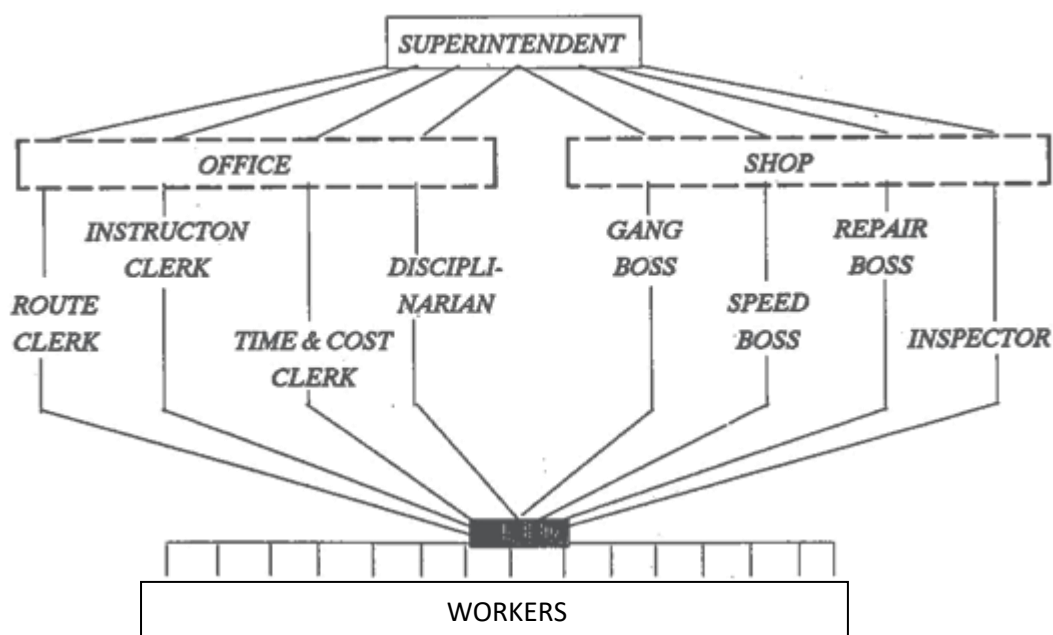 SUPERINTENDENT
OFFICE
SHOP
INSTRUCTON
CLERK
GANG
BOSS
REPAIR
BOSS
DISCIPLI-
NARIAN
ROUTE
CLERK
SPEED
BOSS
TIME & COST
CLERK
INSPECTOR
WORKERS